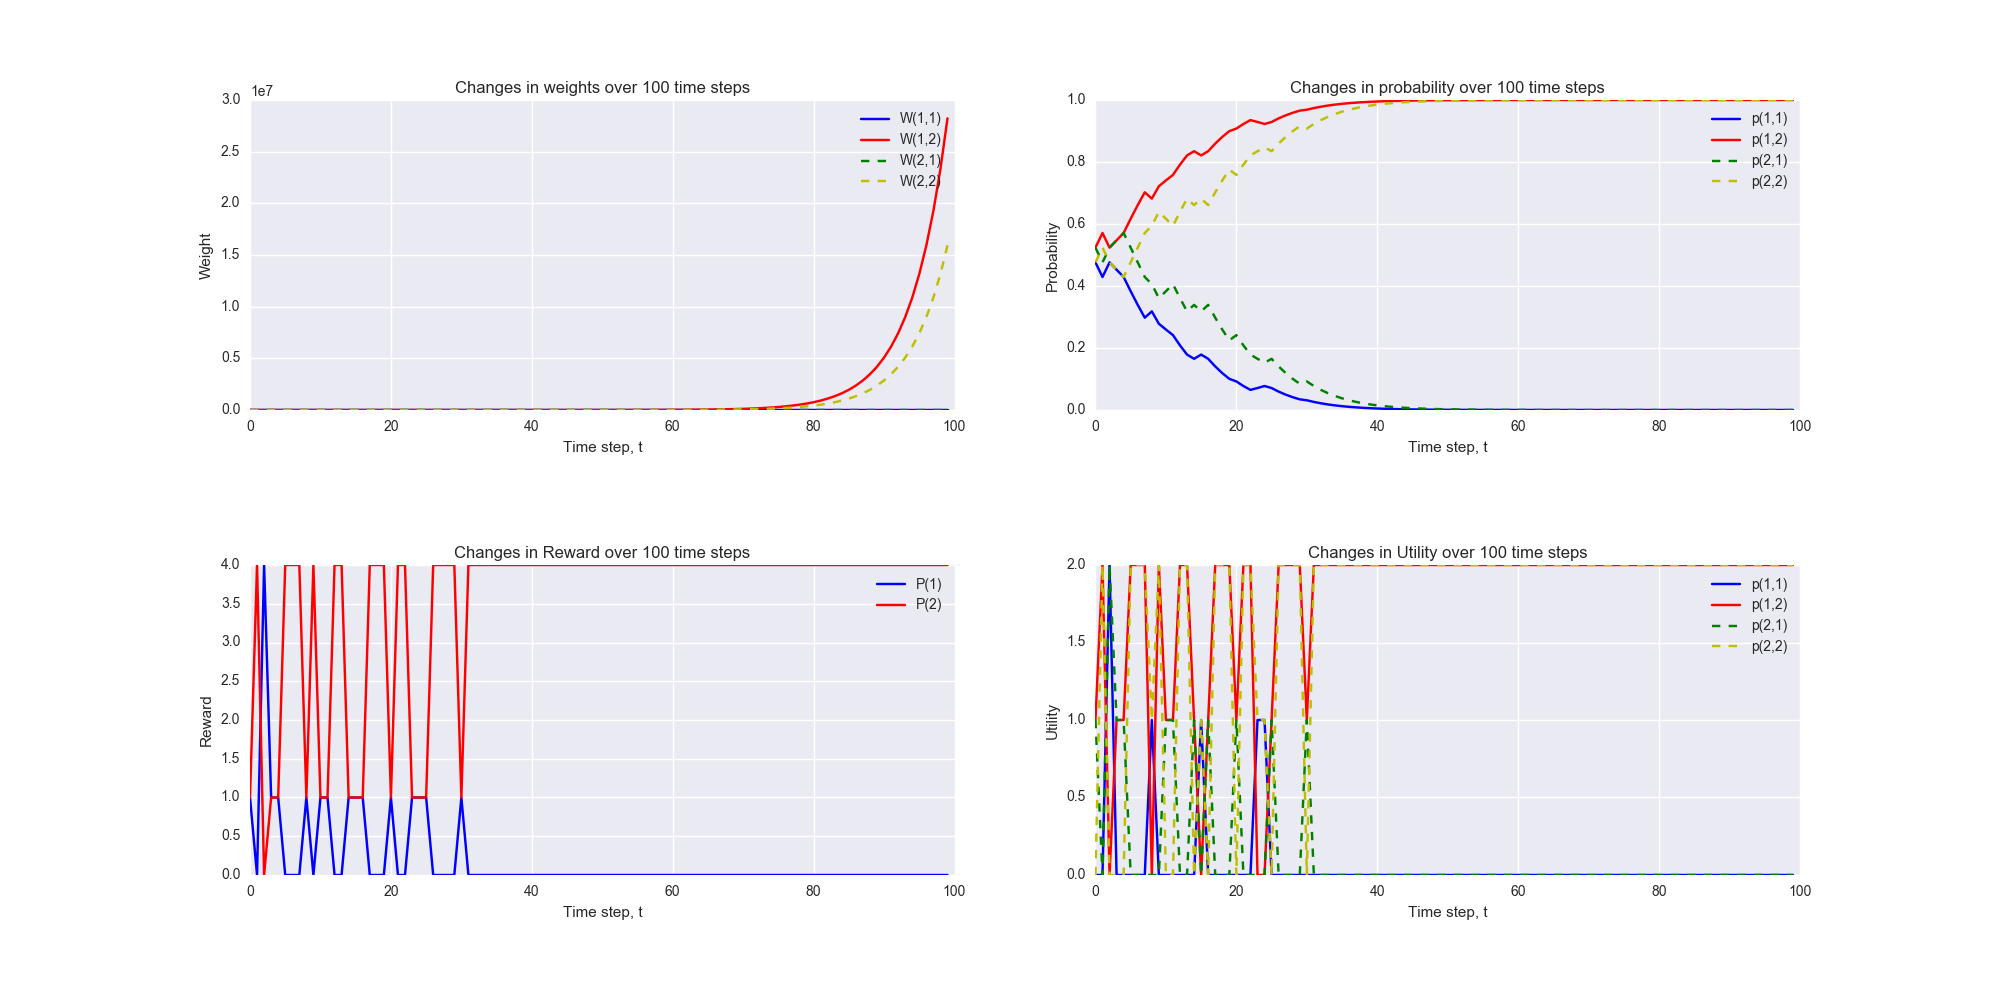 Changes in weights over 100 time steps
1e7
3.0
2.5
2.0
1.5
1.0
0.5
0.0
Weight
0 20 40 60 80 100
Time step, t
W(1,1)
W(1,2)
W(2,1)
W(2,2)
Changes in probability over 100 time steps
1.0
0.8
0.6
0.4
0.2
0.0
Probability
0 20 40 60 80 100
Time step, t
p(1,1)
p(1,2)
p(2,1)
p(2,2)
Changes in Reward over 100 time steps
4.0
3.5
3.0
2.5
2.0
1.5
1.0
0.5
0.0
Reward
0 20 40 60 80 100
Time step, t
P(1)
P(2)
Changes in Utility over 100 time steps
2.0
1.5
1.0
0.5
0.0
Utility
0 20 40 60 80 100
Time step, t
p(1,1)
p(1,2)
p(2,1)
p(2,2)